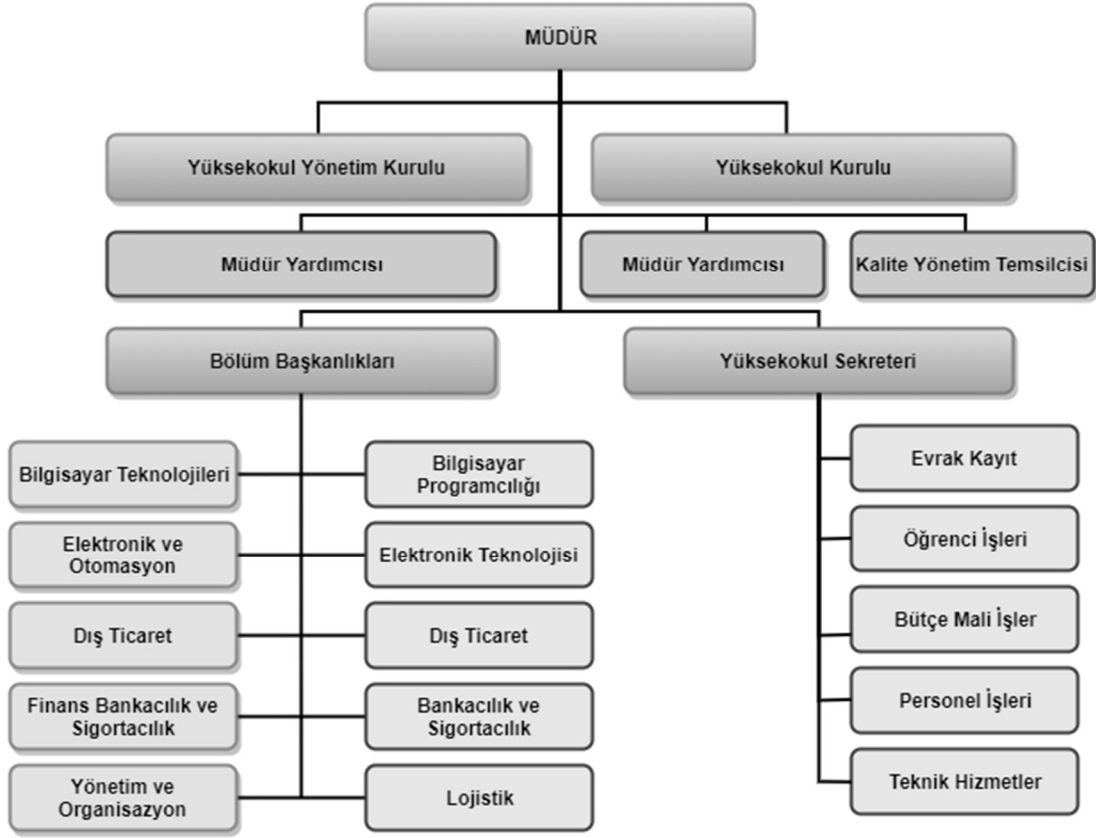 MÜDÜR
Yüksekokul Yönetim Kurulu
Yüksekokul Kurulu
Müdür Yardımcısı
Müdür Yardımcısı
Kalite Yönetim Temsilcisi
Bölüm Başkanlıkları
Yüksekokul Sekreteri
Bilgisayar Teknolojileri
Bilgisayar
Programcılığı
Elektronik ve
Otomasyon
Elektronik Teknolojisi
Dış Ticaret
Dış Ticaret
Finans Bankacılık ve
Sigortacılık
Bankacılık ve
Sigortacılık
Yönetim ve
Organisazyon
Lojistik
Evrak Kayıt
Öğrenci İşleri
Bütçe Mali İşler
Personel İşleri
Teknik Hizmetler